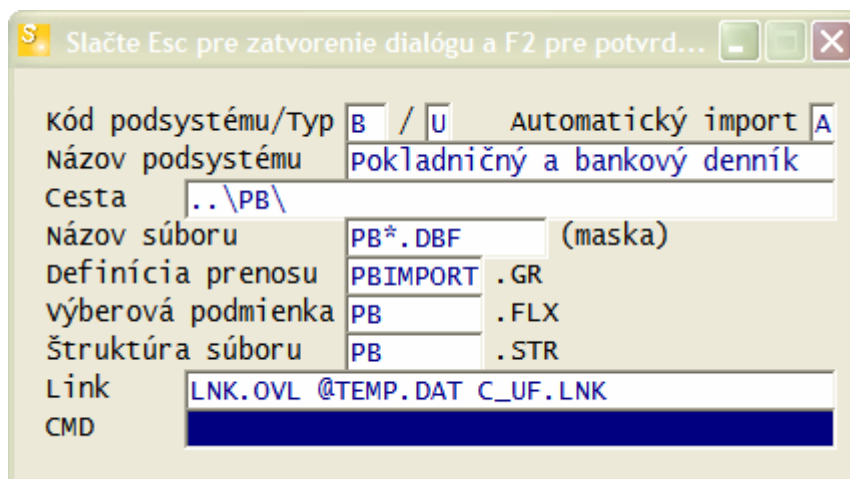 Slačte Esc pre zatvorenie dialógu a F2 pre potvrd...
Kód podsystému/Typ B / U Automatický import A
Názov podsystému Pokladničný a bankový denník
Cesta ..\PB\
Názov súboru PB*.DBF (maska)
Definícia prenosu PBIMPORT .GR
Výberová podmienka PB .FLX
Štruktúra súboru PB .STR
Link LNK.OVL @TEMP.DAT C_UF.LNK
CMD